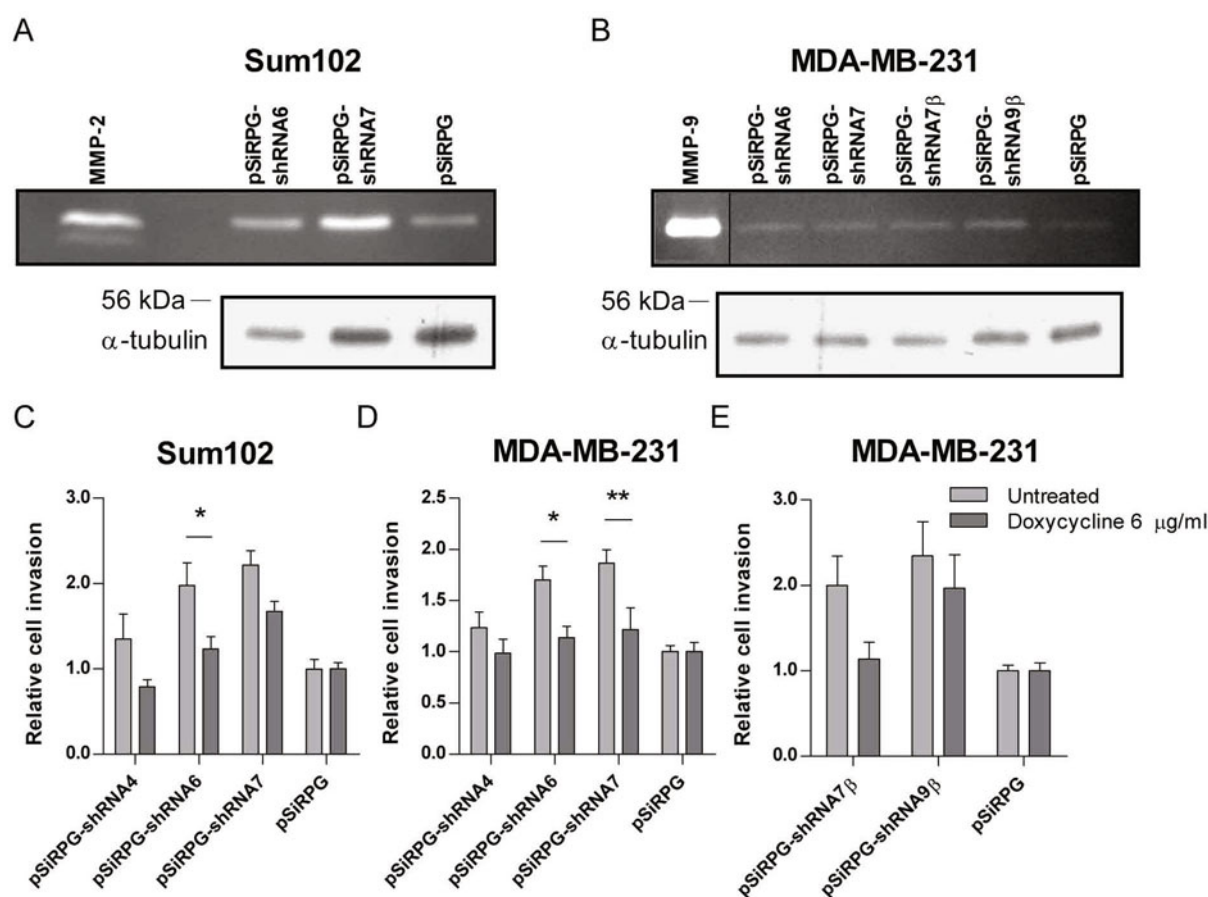 A
Sum102
MMP-2
pSiRPG-
shRNA6
pSiRPG-
shRNA7
pSiRPG
56 kDa
α-tubulin
B
MDA-MB-231
MMP-9
pSiRPG-
shRNA6
pSiRPG-
shRNA7
pSiRPG-
shRNA7β
pSiRPG-
shRNA9β
pSiRPG
56 kDa
α-tubulin
C
Sum102
Relative cell invasion
3.0
2.0
1.0
0.0
*
pSiRPG-shRNA4
pSiRPG-shRNA6
pSiRPG-shRNA7
pSiRPG
D
MDA-MB-231
Relative cell invasion
2.5
2.0
1.5
1.0
0.5
0.0
*
**
pSiRPG-shRNA4
pSiRPG-shRNA6
pSiRPG-shRNA7
pSiRPG
E
MDA-MB-231
Untreated
Doxycycline 6 μg/ml
Relative cell invasion
3.0
2.0
1.0
0.0
pSiRPG-shRNA7β
pSiRPG-shRNA9β
pSiRPG